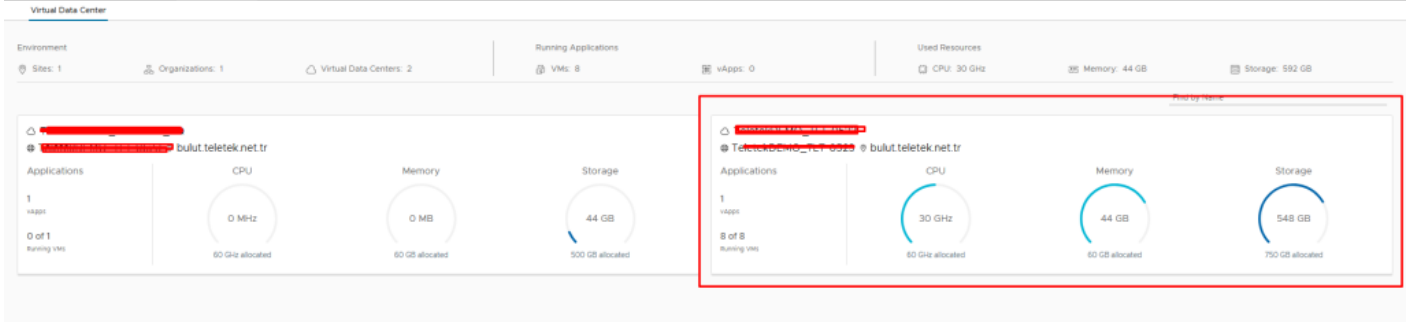 Virtual Data Center
Environment
Sites: 1
Organizations: 1
Virtual Data Centers: 2
Running Applications
VMs: 8
vApps: 0
Used Resources
CPU: 30 GHz
Memory: 44 GB
Storage: 592 GB
Find by Name
bulut.teletek.net.tr
Applications
CPU
Memory
Storage
1
vApps
0 of 1
Running VMs
0 MHz
60 GHz allocated
0 MB
60 GB allocated
44 GB
500 GB allocated
bulut.teletek.net.tr
Applications
CPU
Memory
Storage
1
vApps
8 of 8
Running VMs
30 GHz
60 GHz allocated
44 GB
60 GB allocated
548 GB
750 GB allocated